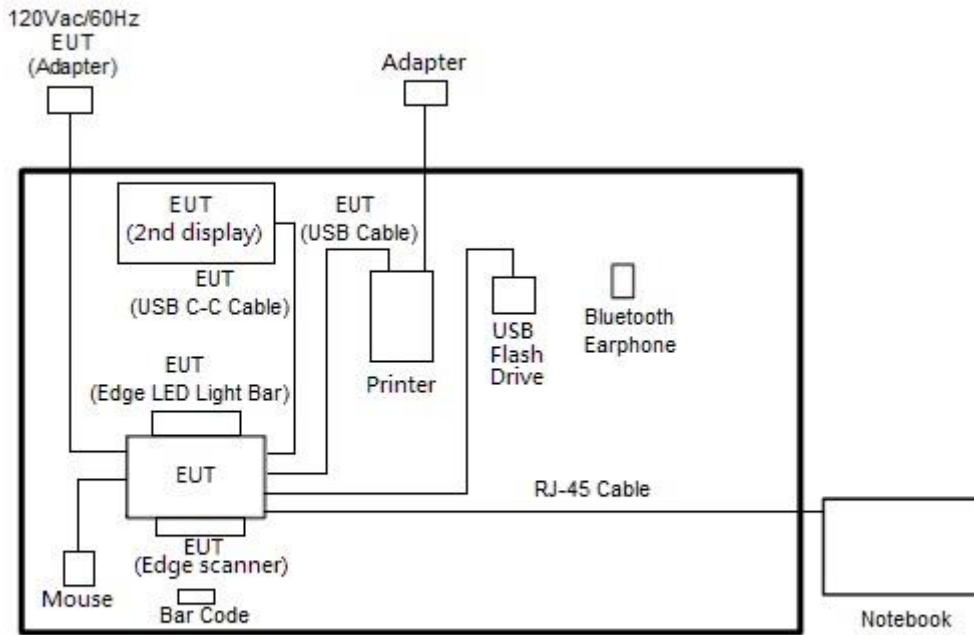 120Vac/60Hz
EUT
(Adapter)
Adapter
EUT
(2nd display)
EUT
(USB Cable)
EUT
(USB C-C Cable)
Printer
USB
Flash
Drive
Bluetooth
Earphone
EUT
(Edge LED Light Bar)
EUT
RJ-45 Cable
EUT
(Edge scanner)
Mouse
Bar Code
Notebook